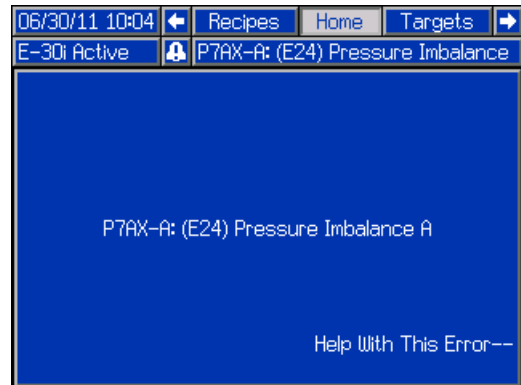 06/30/11 10:04 Recipes Home Targets
E-30i Active P7AX-A: (E24) Pressure Imbalanc
P7AX-A: (E24) Pressure Imbalance A
Help With This Error--